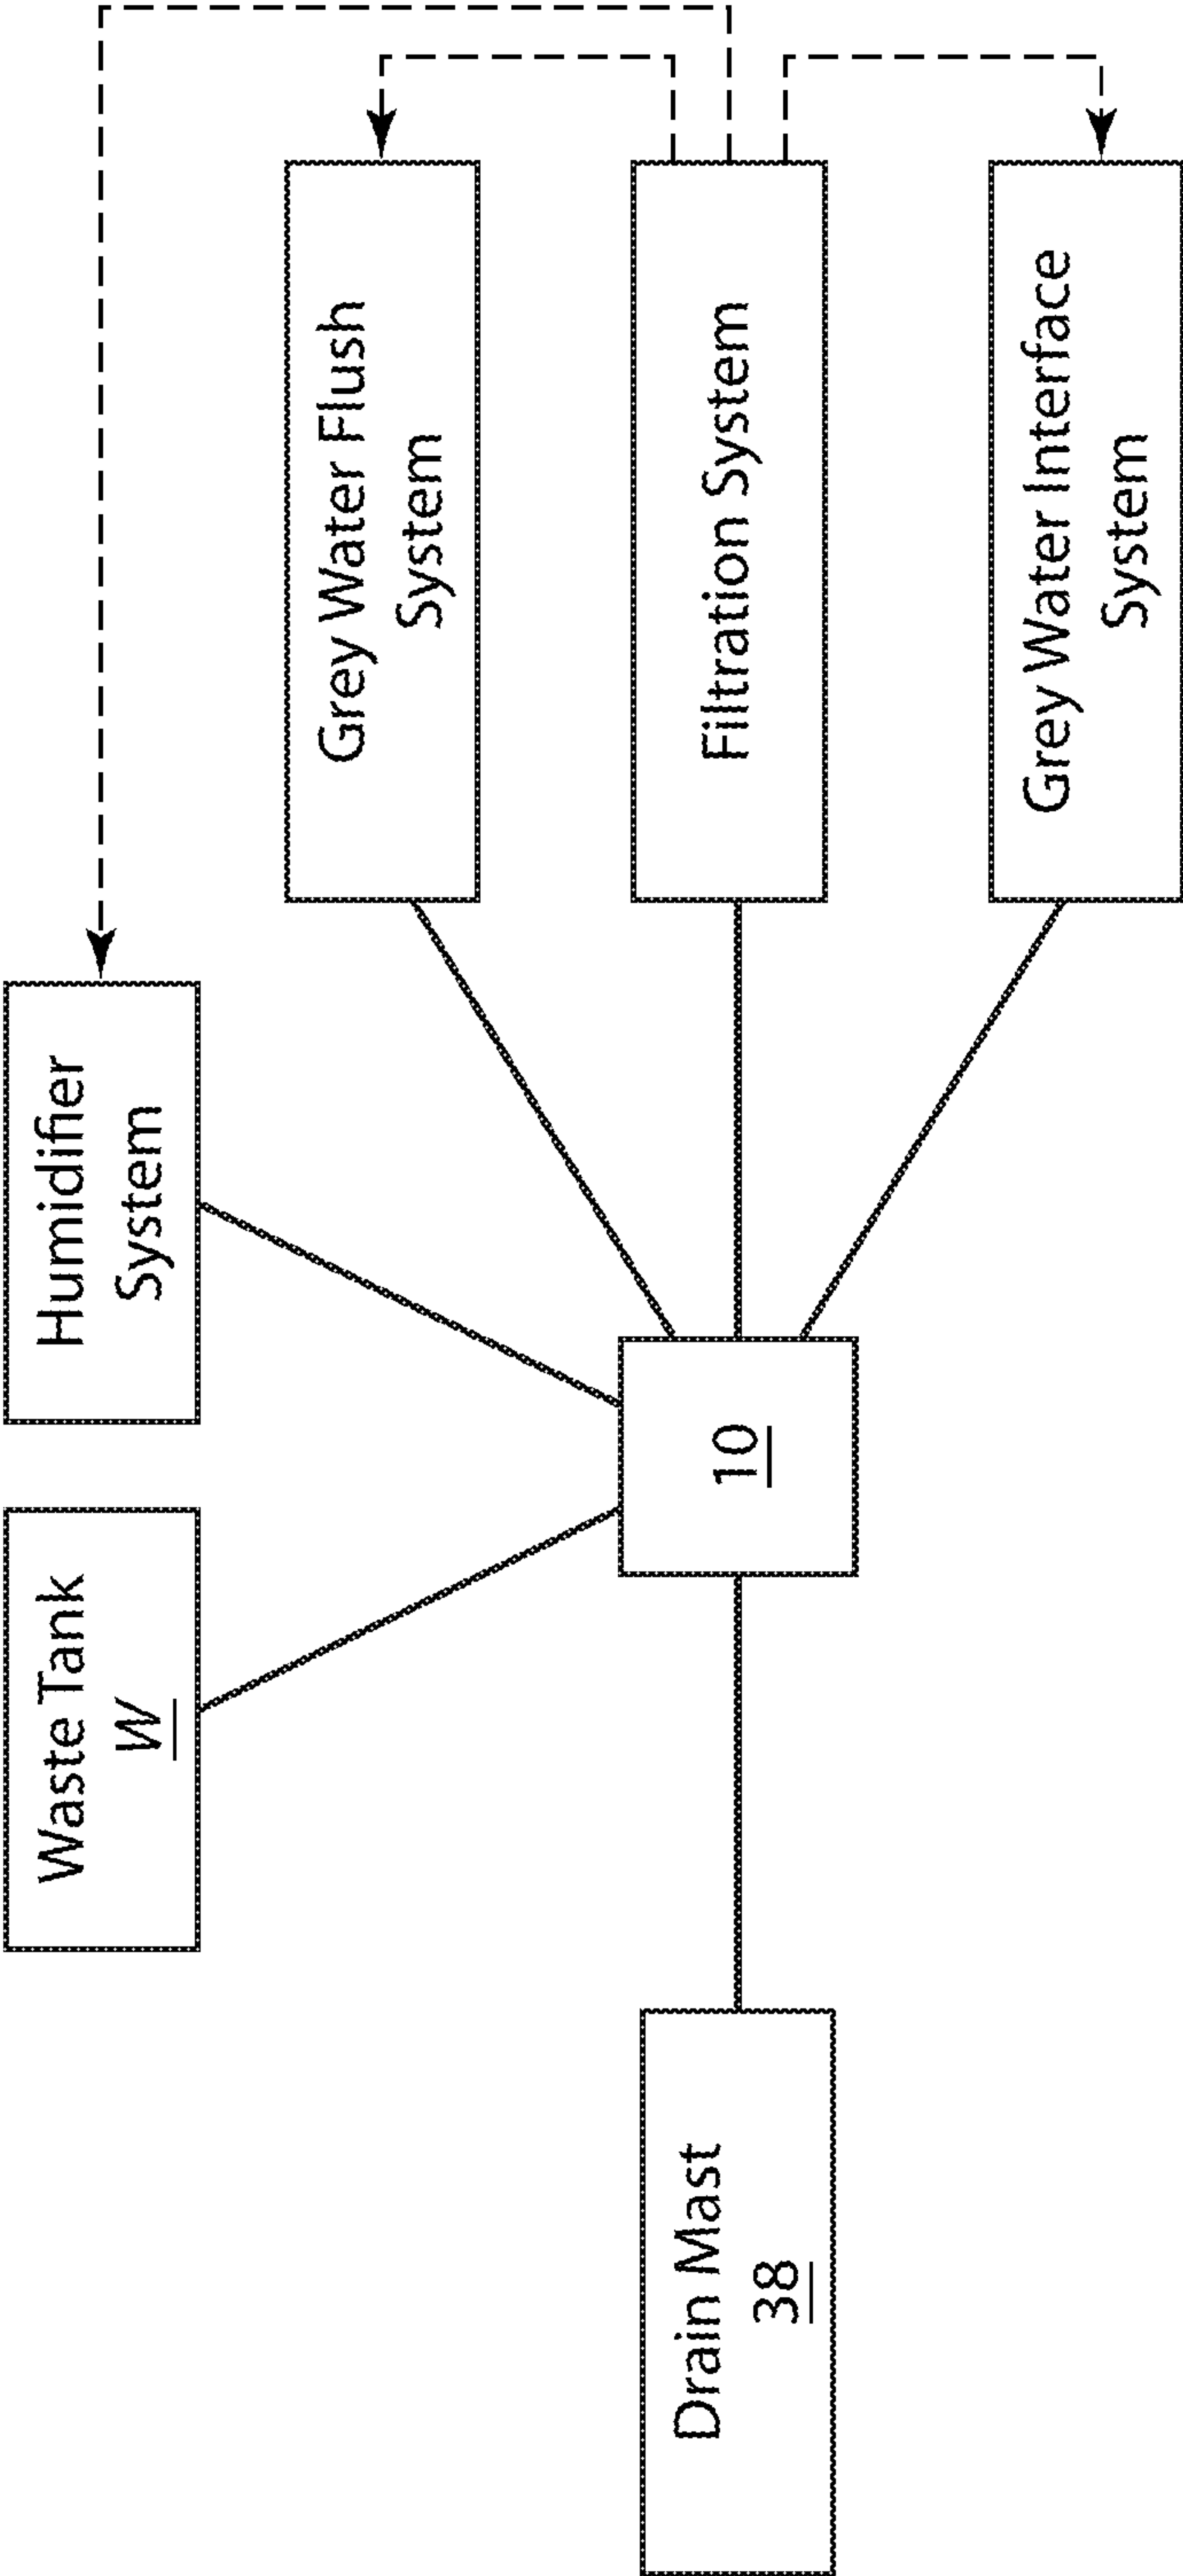 Waste Tank
W
Humidifier
System
Grey Water Flush
System
Drain Mast
38
10
Filtration System
Grey Water Interface
System